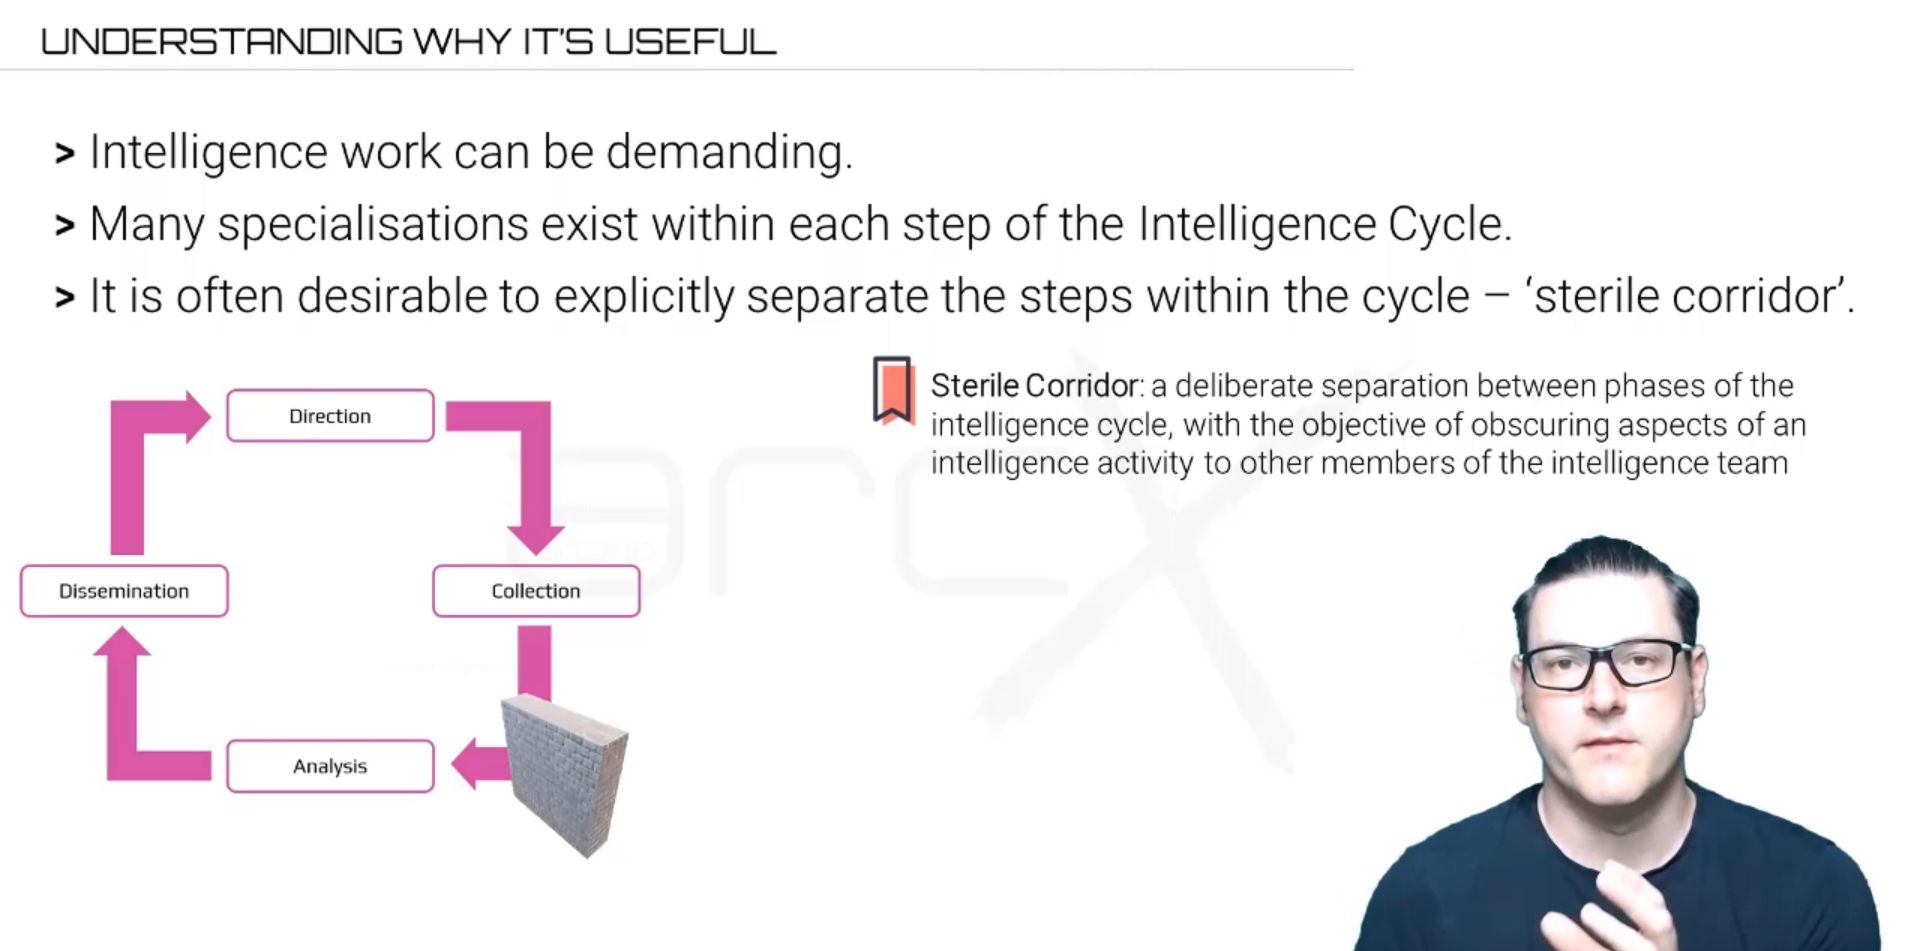 UNDERSTANDING WHY IT'S USEFUL
> Intelligence work can be demanding.
> Many specialisations exist within each step of the Intelligence Cycle.
> It is often desirable to explicitly separate the steps within the cycle – ‘sterile corridor’.
Sterile Corridor: a deliberate separation between phases of the
intelligence cycle, with the objective of obscuring aspects of an
intelligence activity to other members of the intelligence team
Direction
Dissemination
Collection
Analysis
arcX